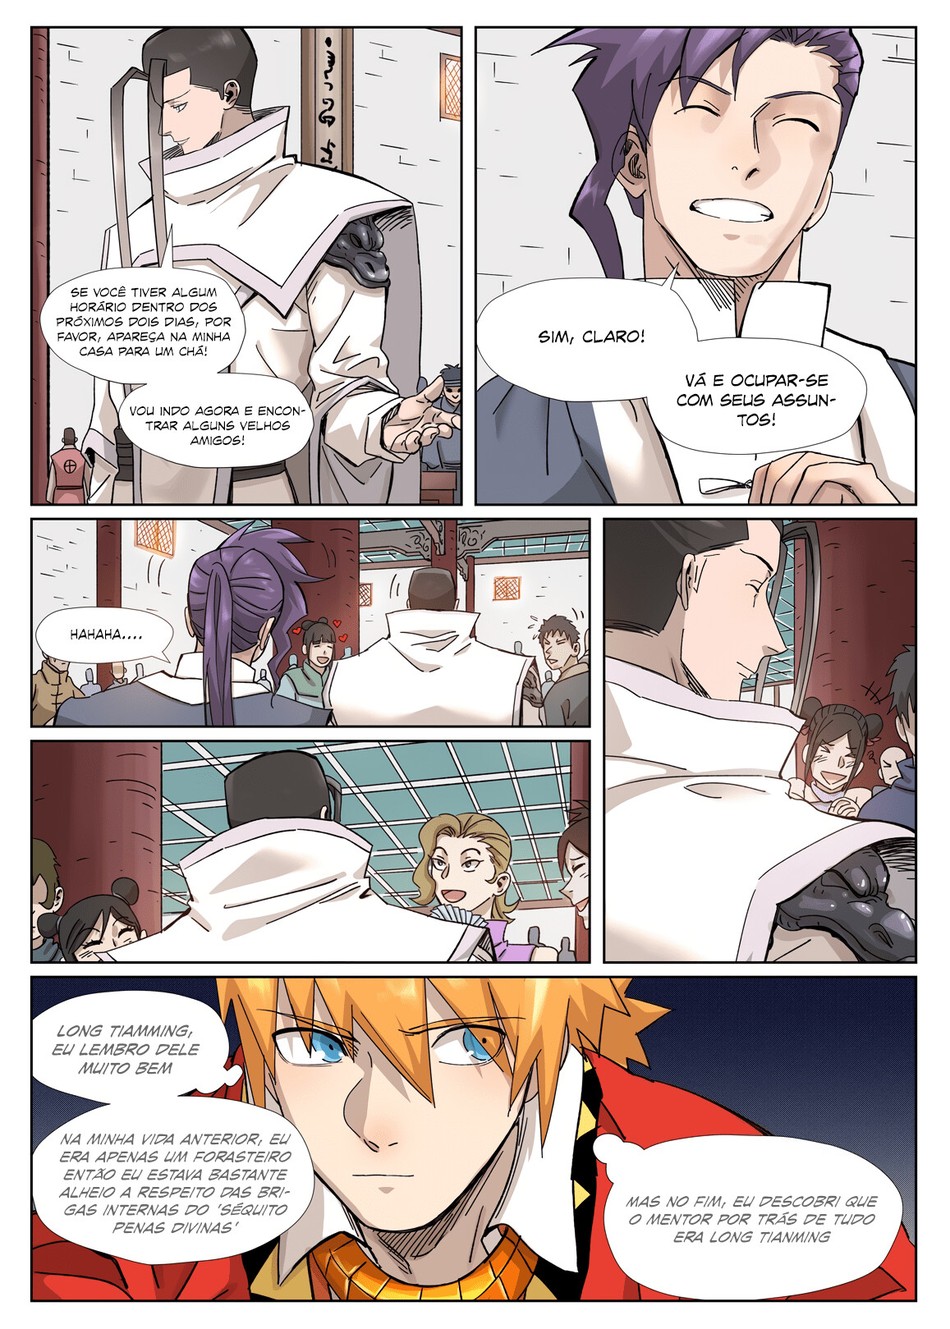 SE VOCÊ TIVER ALGUM
HORÁRIO DENTRO DOS
PRÓXIMOS DOIS DIAS, POR
FAVOR, APAREÇA NA MINHA
CASA PARA UM CHÁ!
VOU INDO AGORA E ENCON-
TRAR ALGUNS VELHOS
AMIGOS!
SIM, CLARO!
VÁ E OCUPAR-SE
COM SEUS ASSUN-
TOS!
HAHAHA....
LONG TIAMMING,
EU LEMBRO DELE
MUITO BEM
NA MINHA VIDA ANTERIOR, EU
ERA APENAS UM FORASTEIRO
ENTÃO EU ESTAVA BASTANTE
ALHEIO A RESPEITO DAS BRI-
GAS INTERNAS DO 'SÉQUITO
PENAS DIVINAS'
MAS NO FIM, EU DESCOBRI QUE
O MENTOR POR TRÁS DE TUDO
ERA LONG TIANMING